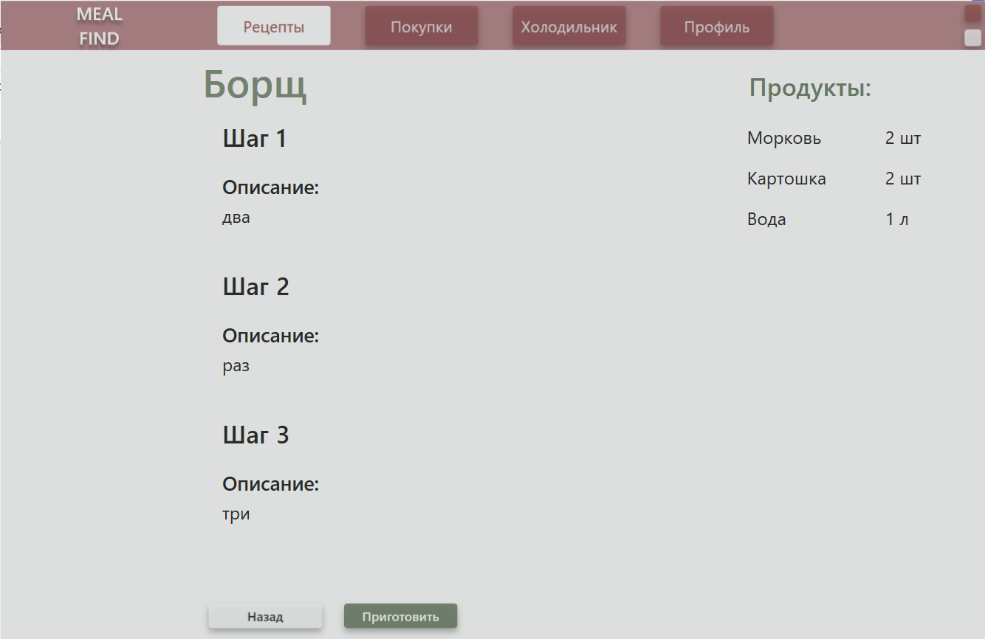 MEAL
FIND
Рецепты
Покупки
Холодильник
Профиль
Борщ
Шаг 1
Описание:
два
Шаг 2
Описание:
раз
Шаг 3
Описание:
три
Продукты:
Морковь 2 шт
Картошка 2 шт
Вода 1 л
Назад
Приготовить